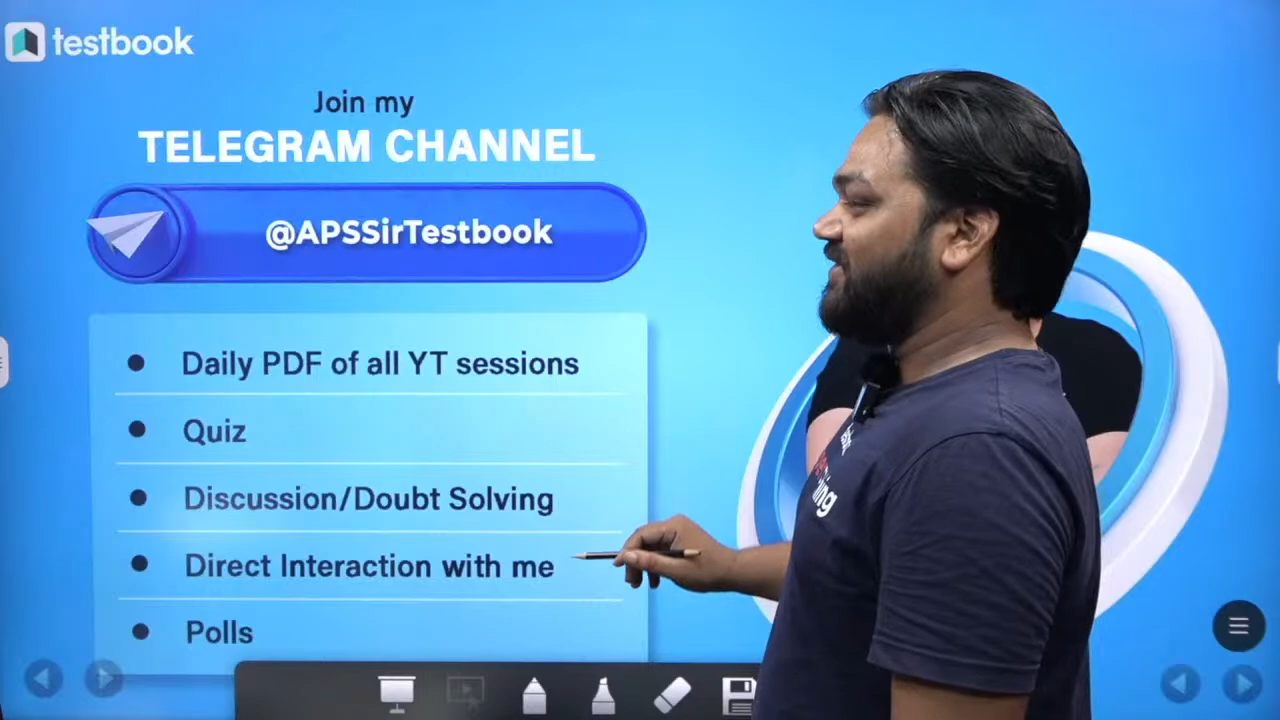 testbook
Join my
TELEGRAM CHANNEL
@APSSirTestbook
Daily PDF of all YT sessions
Quiz
Discussion/Doubt Solving
Direct Interaction with me
Polls